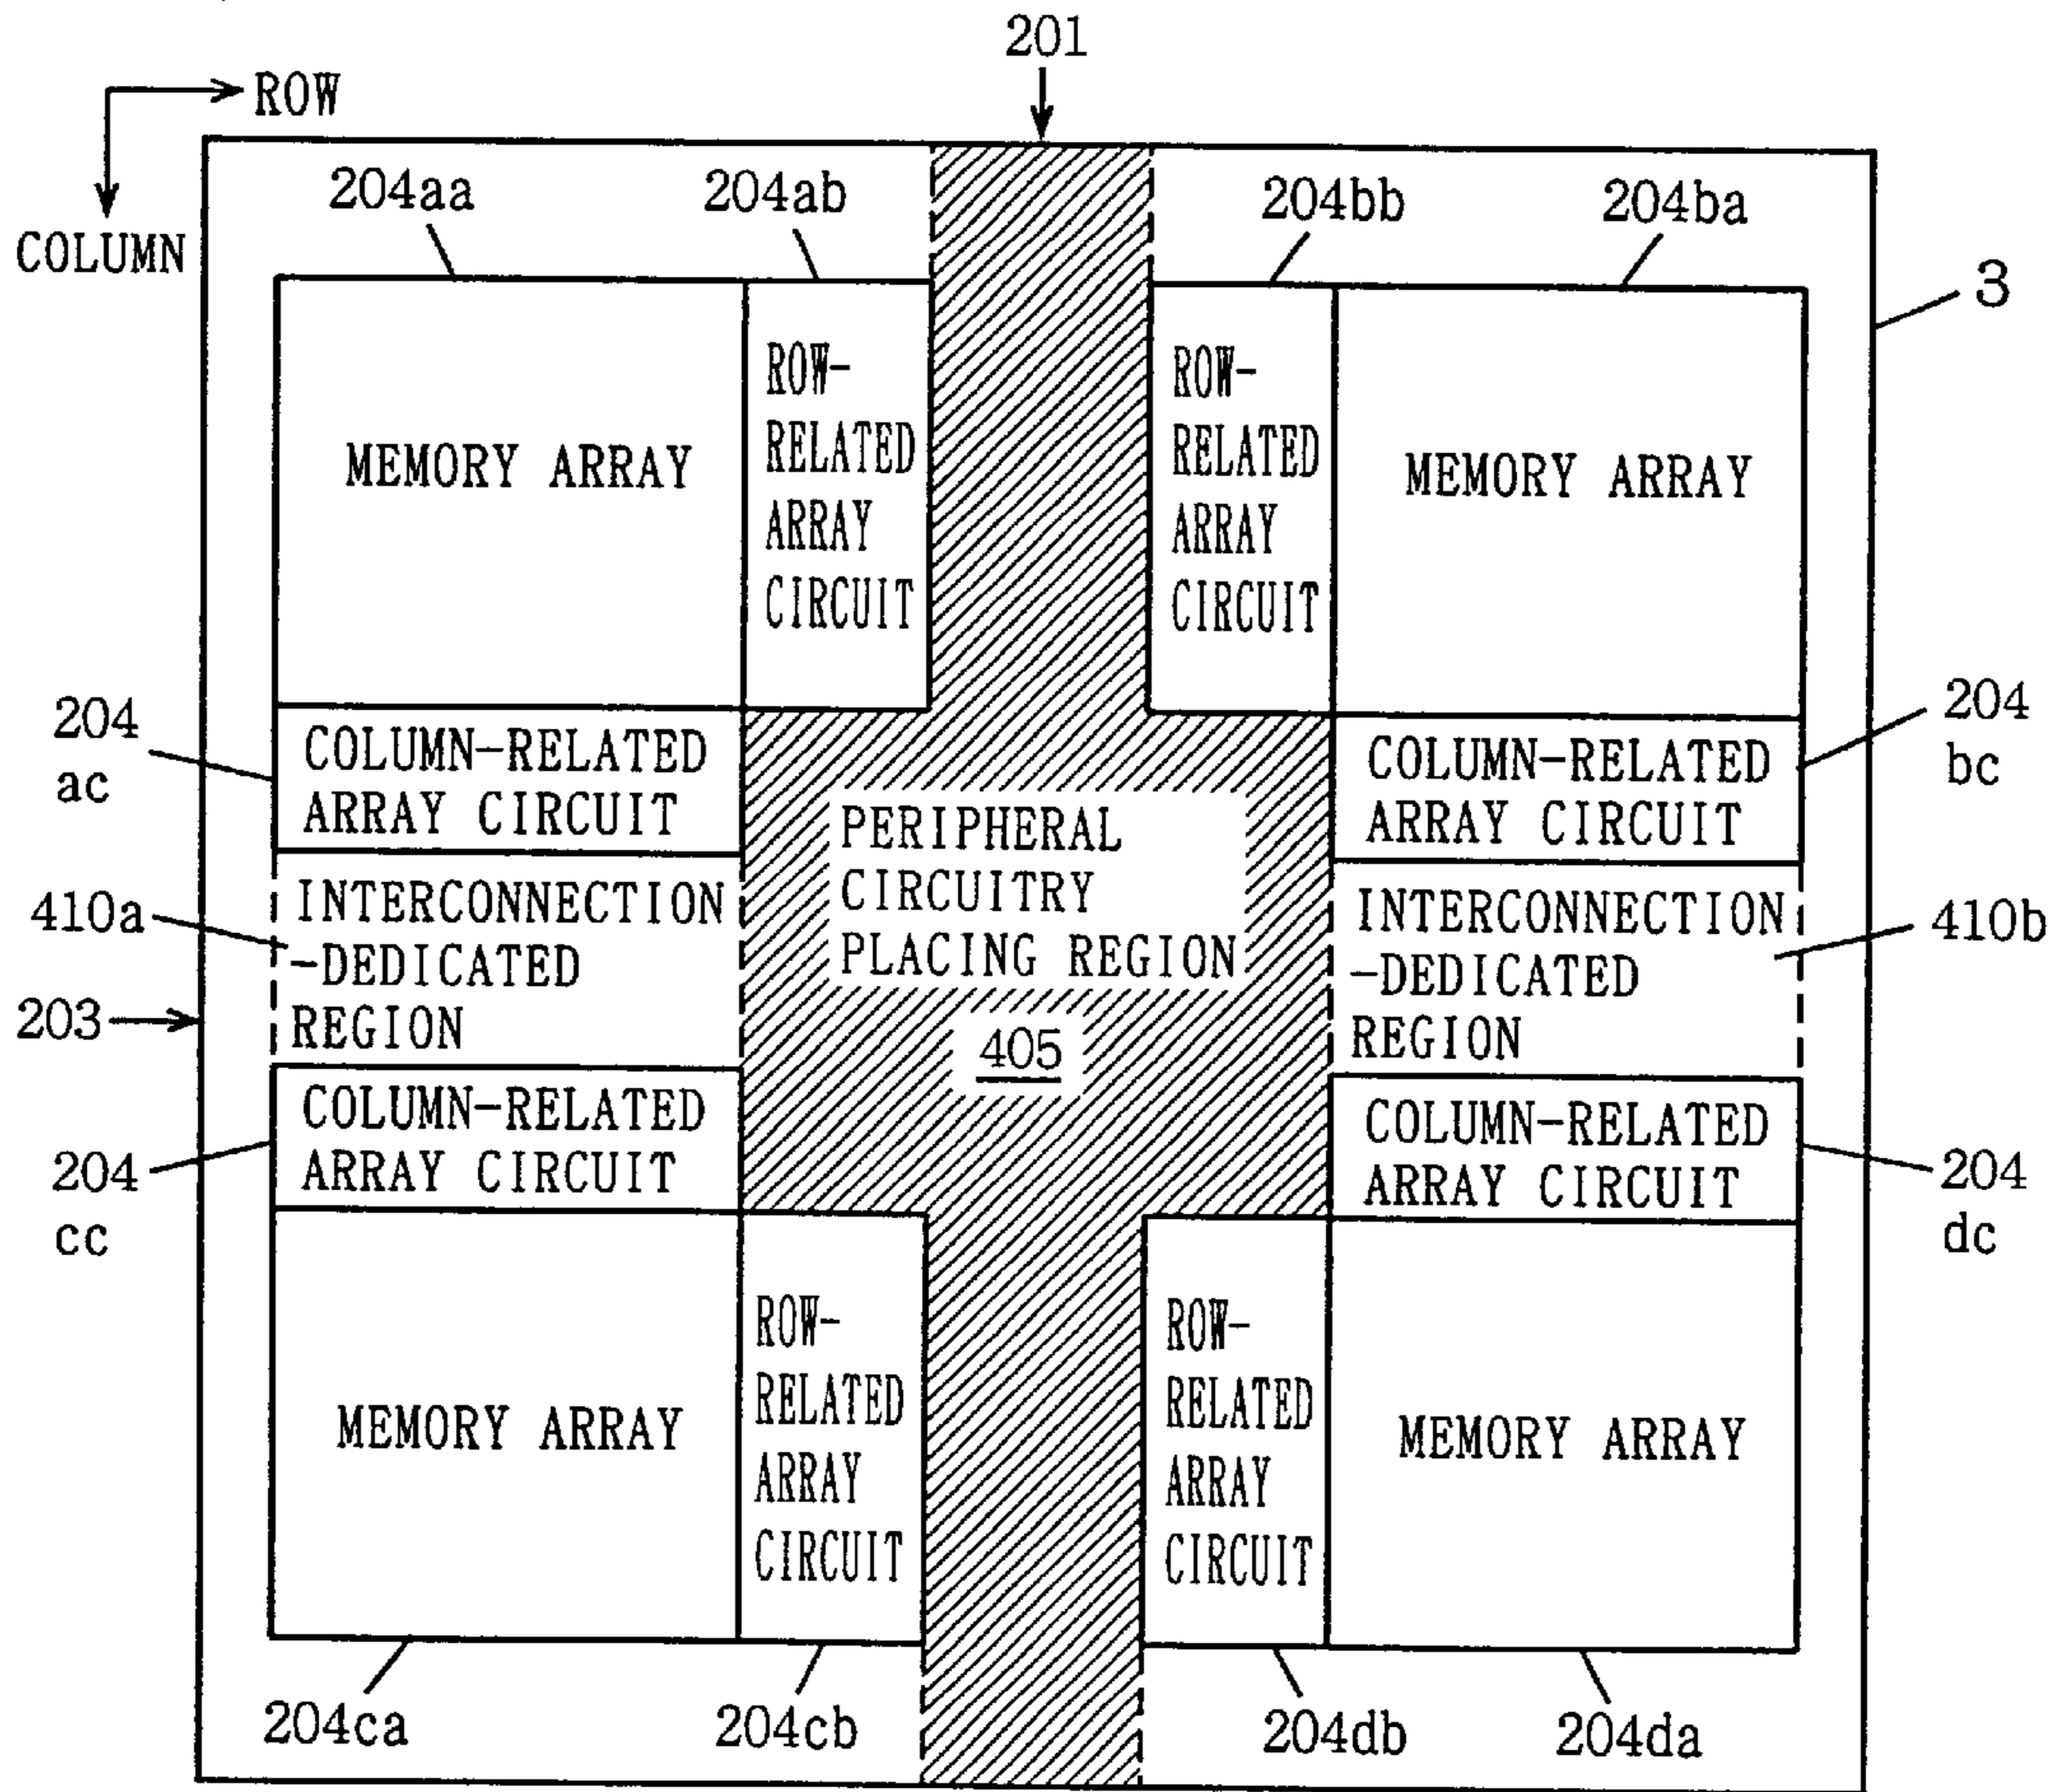 201
ROW
COLUMN
204aa
204ab
204bb
204ba
3
MEMORY ARRAY
ROW-
RELATED
ARRAY
CIRCUIT
ROW-
RELATED
ARRAY
CIRCUIT
MEMORY ARRAY
204
ac
COLUMN-RELATED
ARRAY CIRCUIT
COLUMN-RELATED
ARRAY CIRCUIT
204
bc
PERIPHERAL
CIRCUITRY
PLACING REGION
405
410a
INTERCONNECTION
-DEDICATED
REGION
INTERCONNECTION
-DEDICATED
REGION
410b
203
204
cc
COLUMN-RELATED
ARRAY CIRCUIT
COLUMN-RELATED
ARRAY CIRCUIT
204
dc
MEMORY ARRAY
ROW-
RELATED
ARRAY
CIRCUIT
ROW-
RELATED
ARRAY
CIRCUIT
MEMORY ARRAY
204ca
204cb
204db
204da